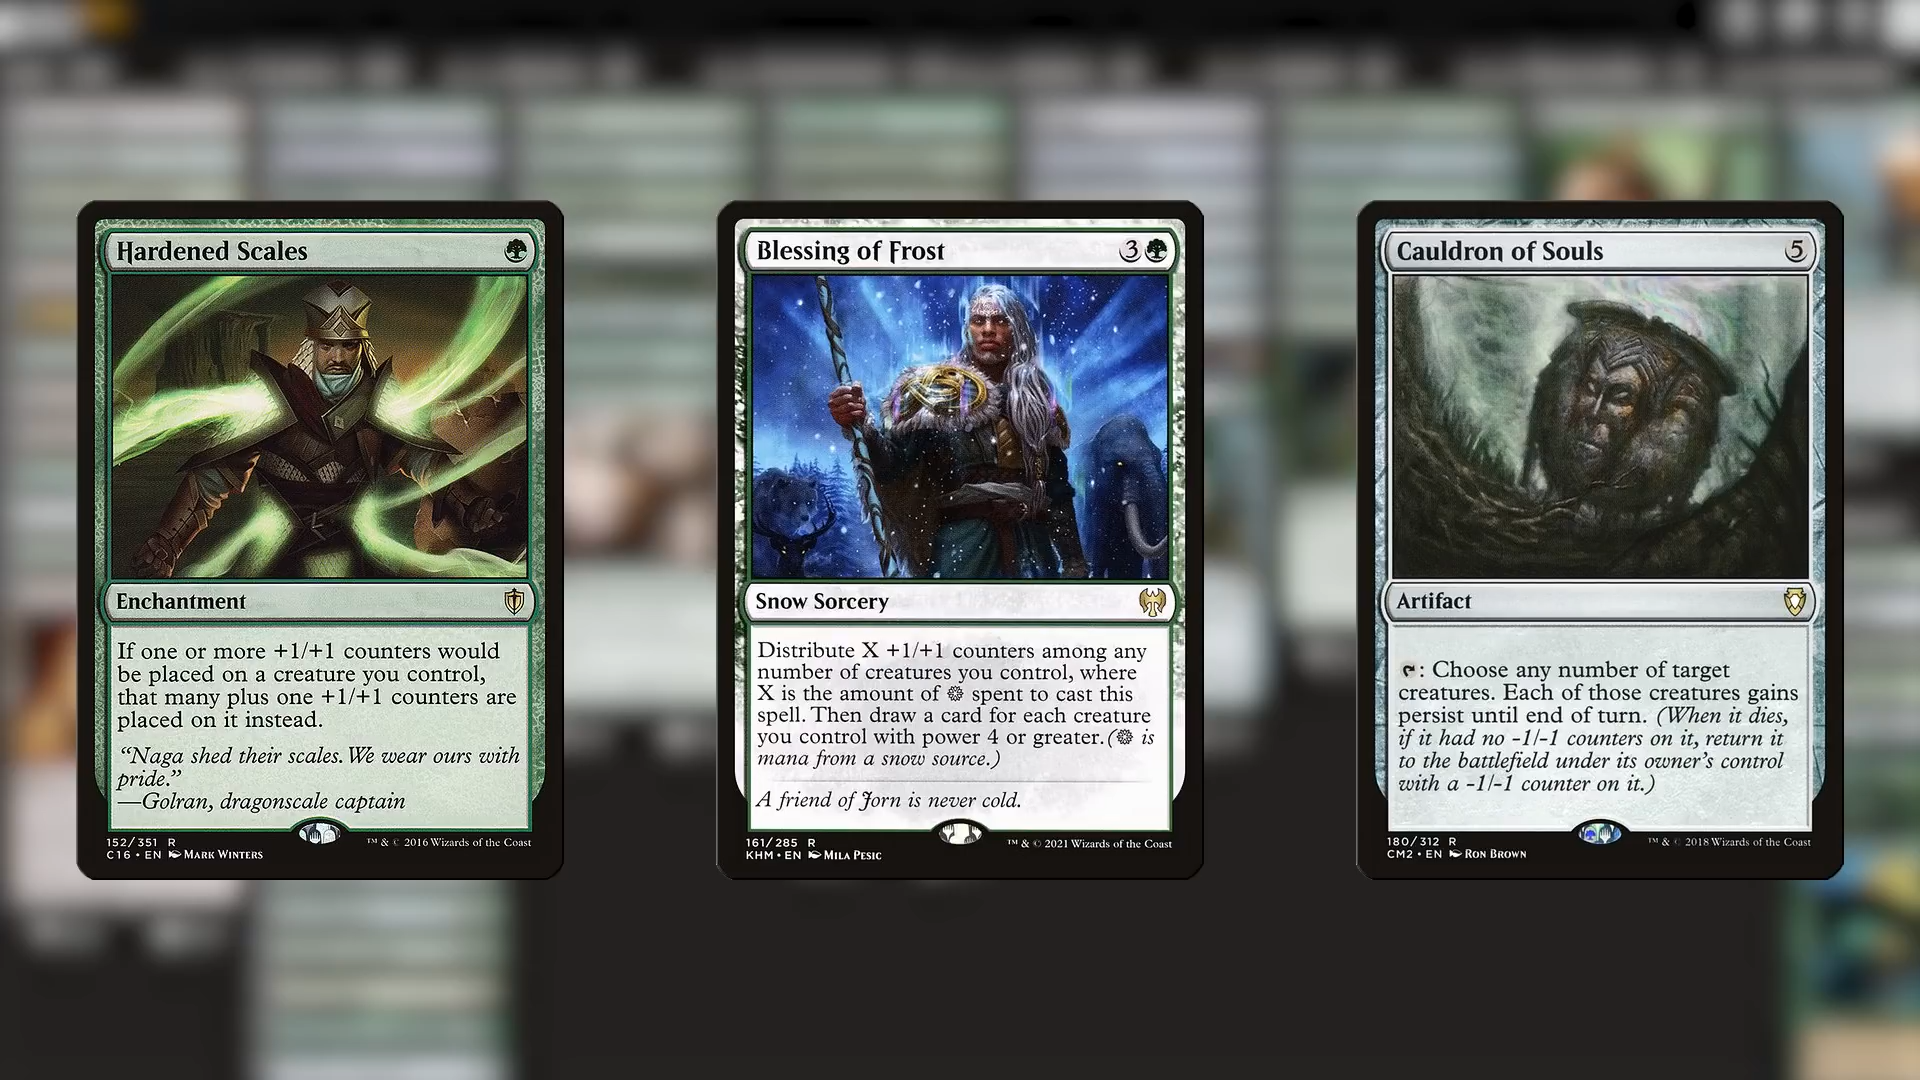 Hardened Scales
Enchantment
If one or more +1/+1 counters would
be placed on a creature you control,
that many plus one +1/+1 counters are
placed on it instead.
“Naga shed their scales. We wear ours with
pride.”
—Golran, dragonscale captain
152/351 R
C16 • EN Mark Winters
™ & © 2016 Wizards of the Coast
Blessing of Frost
3
Snow Sorcery
Distribute X +1/+1 counters among any
number of creatures you control, where
X is the amount of spent to cast this
spell. Then draw a card for each creature
you control with power 4 or greater. ( is
mana from a snow source.)
A friend of Jorn is never cold.
161/285 R
KHM • EN Mila Pesic
™ & © 2021 Wizards of the Coast
Cauldron of Souls
5
Artifact
: Choose any number of target
creatures. Each of those creatures gains
persist until end of turn. (When it dies,
if it had no -1/-1 counters on it, return it
to the battlefield under its owner's control
with a -1/-1 counter on it.)
180/312 R
CM2 • EN Ron Brown
™ & © 2018 Wizards of the Coast